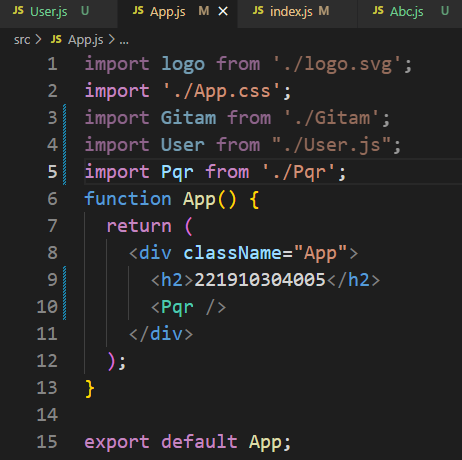 JS User.js U JS App.js M × JS index.js M JS Abc.js U
src > JS App.js > ...
1 import logo from './logo.svg';
2 import './App.css';
3 import Gitam from './Gitam';
4 import User from "./User.js";
5 import Pqr from './Pqr';
6 function App() {
7 return (
8 <div className="App">
9 <h2>221910304005</h2>
10 <Pqr />
11 </div>
12 );
13 }
14
15 export default App;